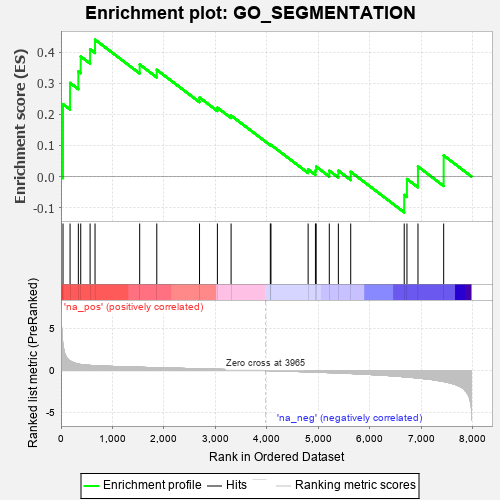 Enrichment plot: GO_SEGMENTATION
Enrichment score (ES)
0.4
0.3
0.2
0.1
0.0
-0.1
'na_pos' (positively correlated)
Ranked list metric (PreRanked)
5
0
-5
Zero cross at 3965
'na_neg' (negatively correlated)
0 1,000 2,000 3,000 4,000 5,000 6,000 7,000 8,000
Rank in Ordered Dataset
Enrichment profile Hits Ranking metric scores